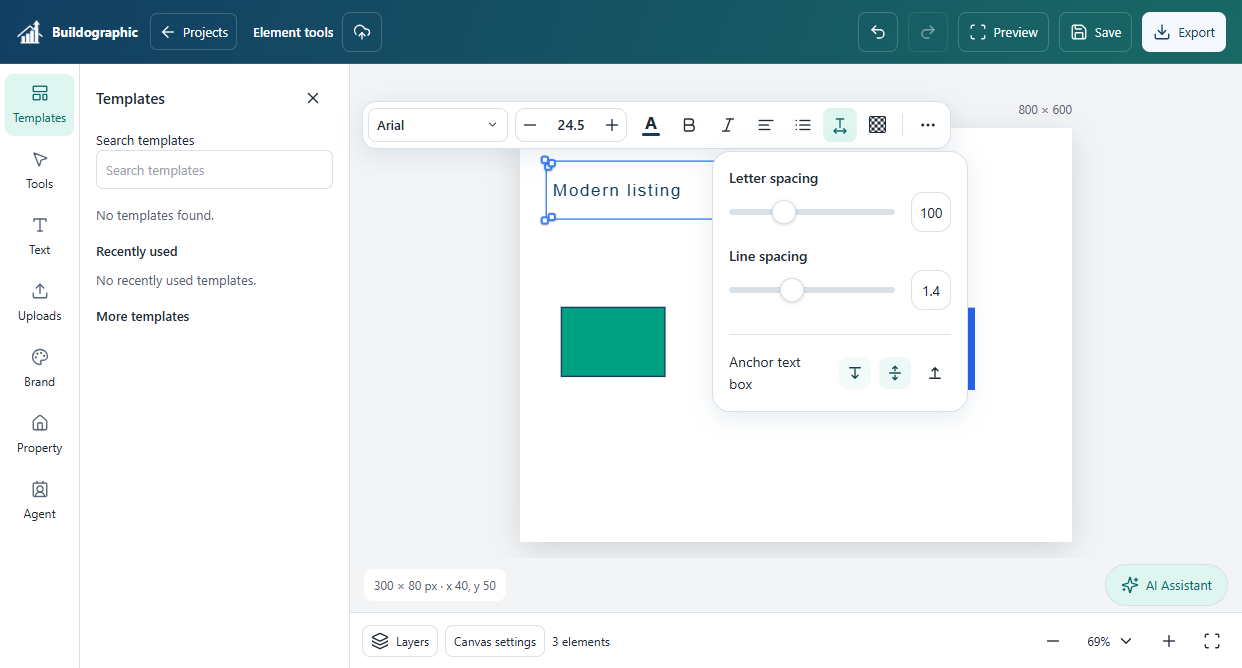 Buildographic
Projects
Element tools
Preview
Save
Export
Templates
Tools
Text
Uploads
Brand
Property
Agent
Templates
Search templates
Search templates
No templates found.
Recently used
No recently used templates.
More templates
Arial
24.5
A
B
I
800 × 600
Modern listing
Letter spacing
100
Line spacing
1.4
Anchor text
box
300 × 80 px · x 40, y 50
AI Assistant
Layers
Canvas settings
3 elements
69%